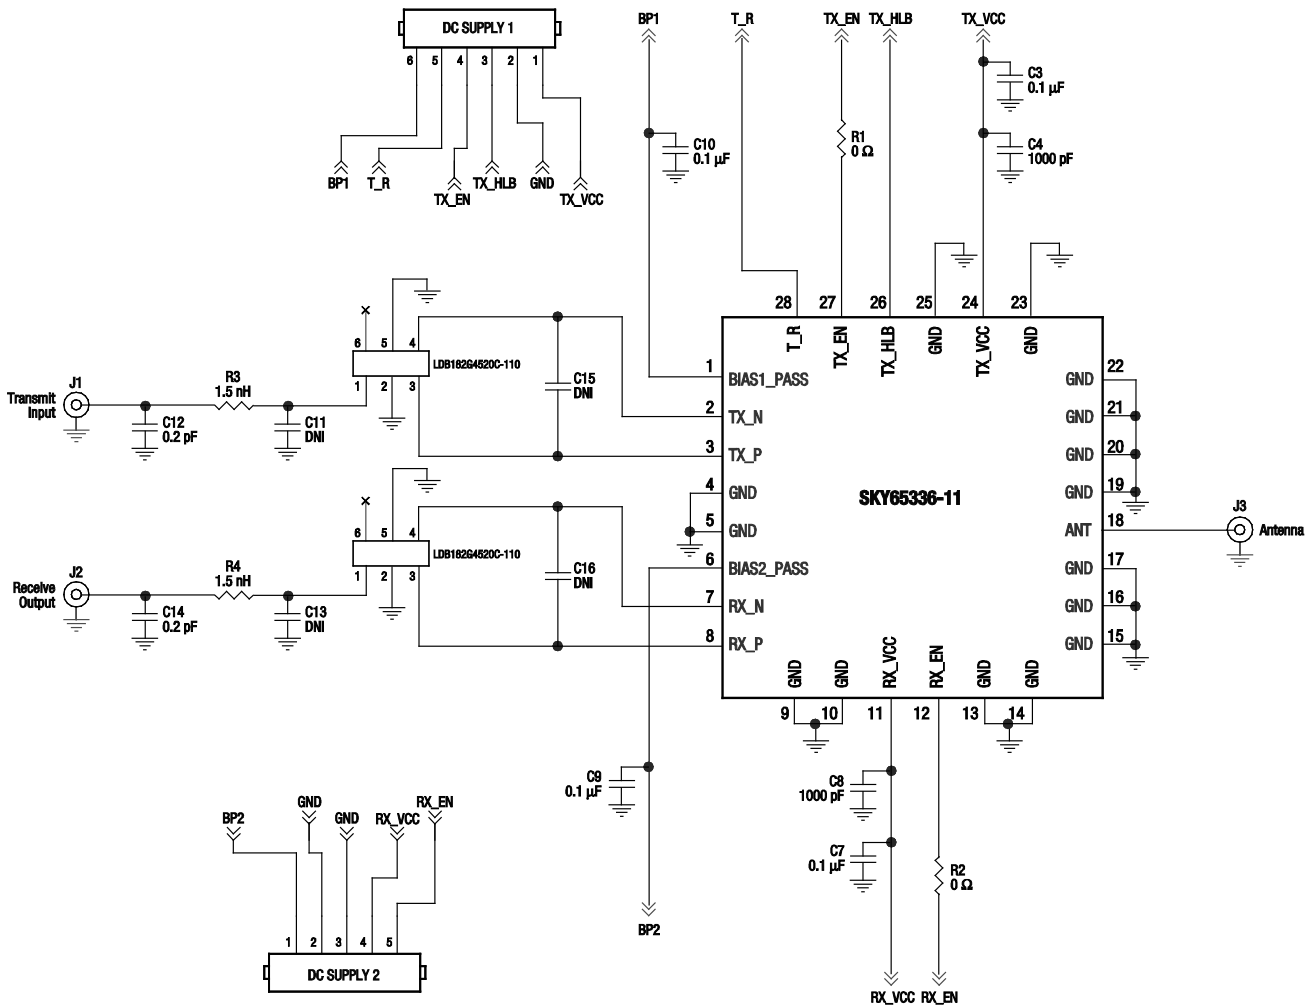 DC SUPPLY 1
6 5 4 3 2 1
BP1 T_R TX_EN TX_HLB GND TX_VCC
BP1 T_R TX_EN TX_HLB TX_VCC
C3
0.1 µF
C4
1000 pF
C10
0.1 µF
R1
0 Ω
28 27 26 25 24 23
T_R TX_EN TX_HLB GND TX_VCC GND
Transmit
Input
J1
C12
0.2 pF
R3
1.5 nH
C11
DNI
6 5 4
LDB182G4520C-110
1 2 3
C15
DNI
Receive
Output
J2
C14
0.2 pF
R4
1.5 nH
C13
DNI
6 5 4
LDB182G4520C-110
1 2 3
C16
DNI
1 BIAS1_PASS
2 TX_N
3 TX_P
4 GND
5 GND
6 BIAS2_PASS
7 RX_N
8 RX_P
SKY65336-11
GND 22
GND 21
GND 20
GND 19
ANT 18
GND 17
GND 16
GND 15
J3
Antenna
GND GND RX_VCC RX_EN GND GND
9 10 11 12 13 14
C9
0.1 µF
BP2
C8
1000 pF
C7
0.1 µF
R2
0 Ω
RX_VCC RX_EN
BP2 GND GND RX_VCC RX_EN
1 2 3 4 5
DC SUPPLY 2